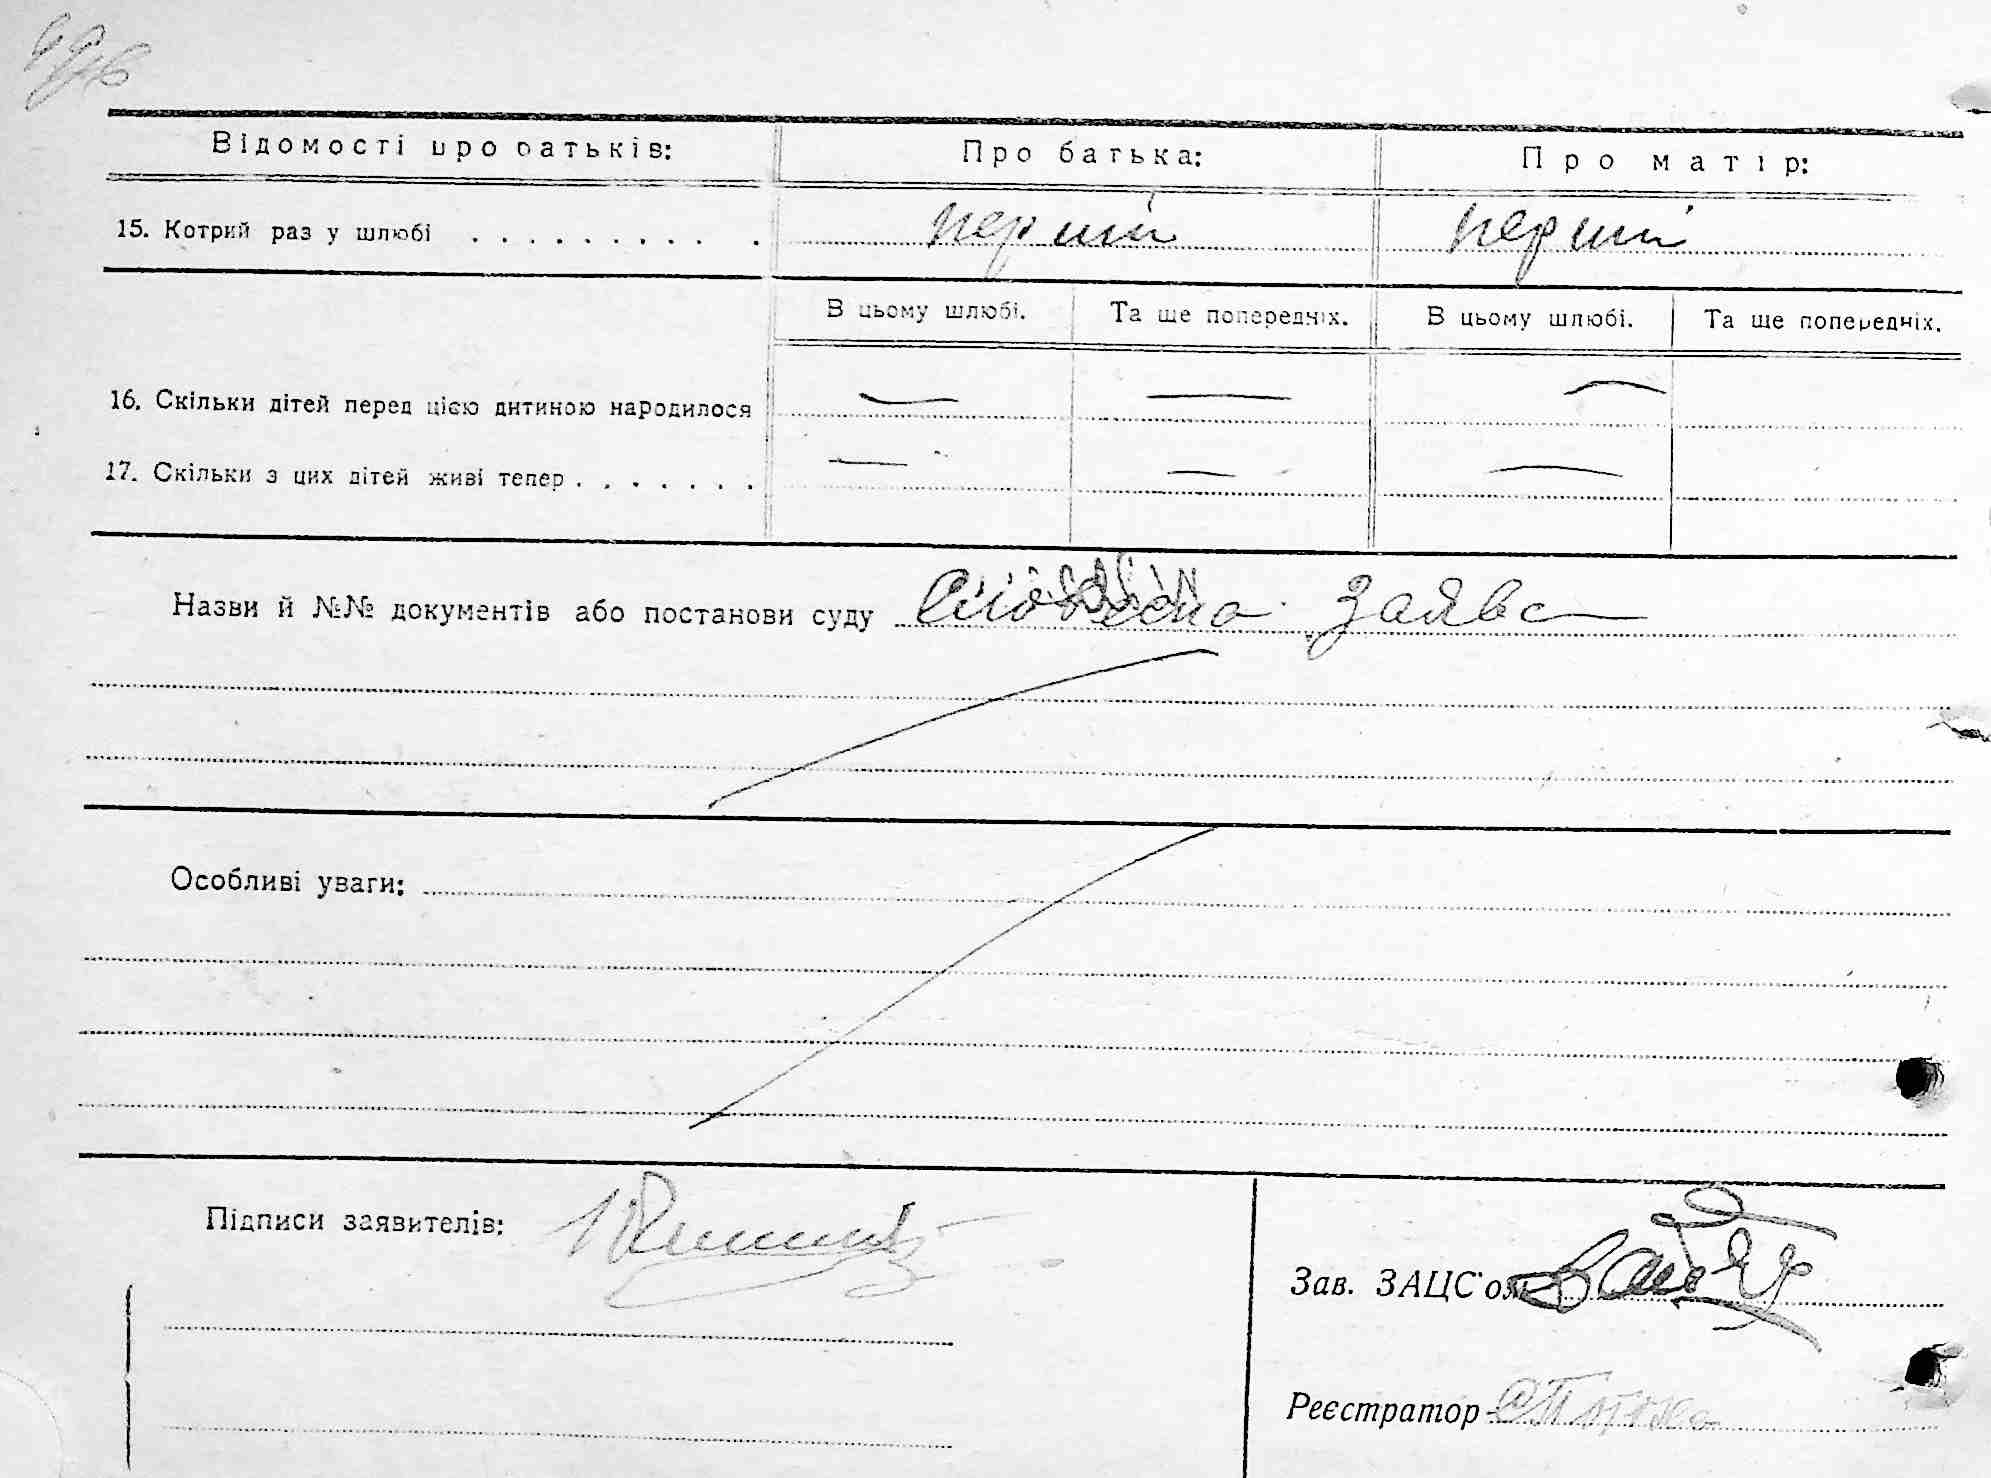 Відомості про батьків: Про батька: Про матір:
15. Котрий раз у шлюбі . . . . . . . . . . перший перший
В цьому шлюбі. Та ще попередніх. В цьому шлюбі. Та ще попередніх.
16. Скільки дітей перед цією дитиною народилося — — —
17. Скільки з цих дітей живі тепер . . . . . . . — — —
Назви й №№ документів або постанови суду Словесна заява
Особливі уваги:
Підписи заявителів:
Зав. ЗАЦС'ом
Реєстратор